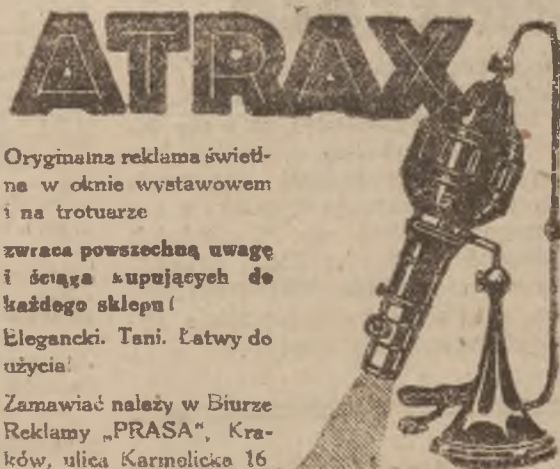 ATRAX
Oryginalna reklama świetl-
na w oknie wystawowem
i na trotuarze
zwraca powszechną uwagę
i ściąga kupujących do
każdego sklepu!
Elegancki. Tani. Łatwy do
użycia!
Zamawiać należy w Biurze
Reklamy „PRASA“, Kra-
ków, ulica Karmelicka 16